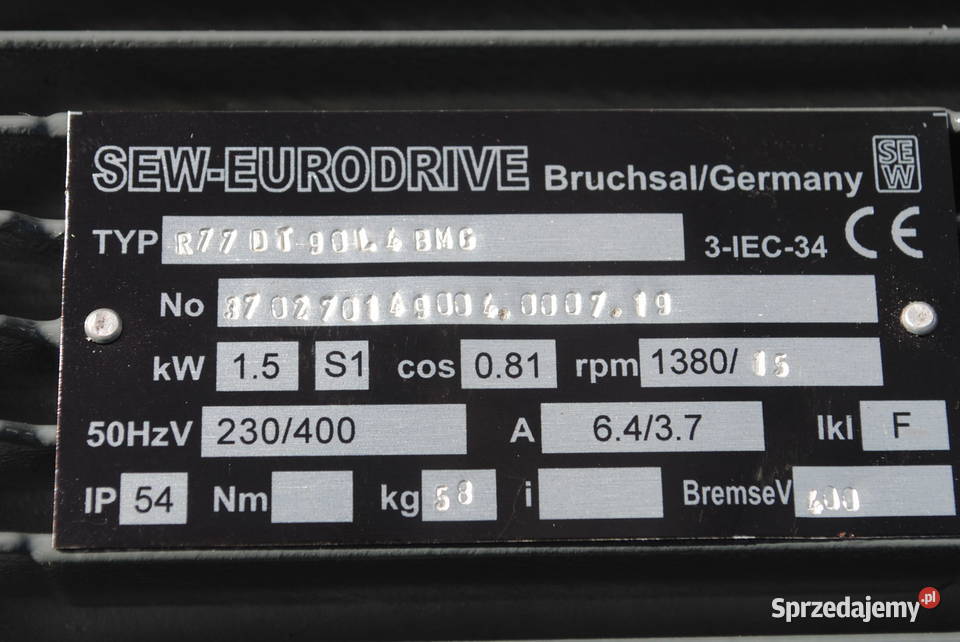 SEW-EURODRIVE Bruchsal/Germany SEW
TYP R77 DT 90L4 BMG 3-IEC-34 CE
No 370270149004.0007.19
kW 1.5 S1 cos 0.81 rpm 1380/ 15
50HzV 230/400 A 6.4/3.7 Ikl F
IP 54 Nm kg 58 i BremseV 400
Sprzedajemy.pl